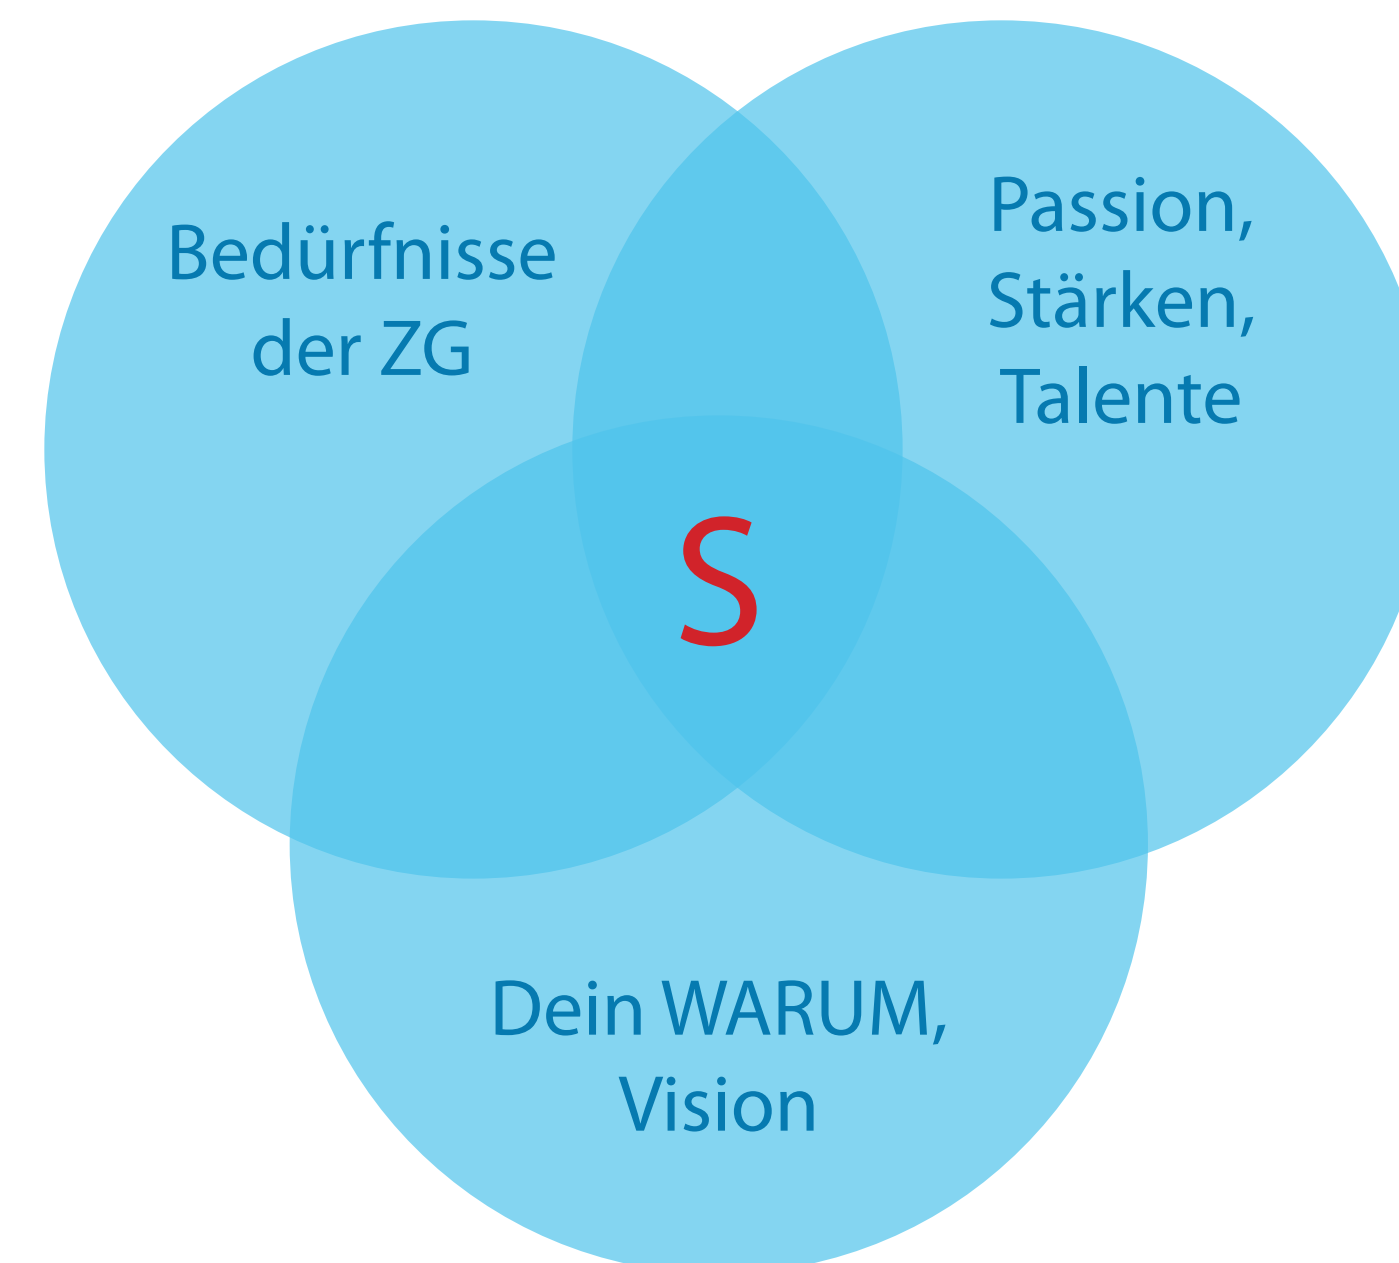 Bedürfnisse
der ZG
Passion,
Stärken,
Talente
S
Dein WARUM,
Vision